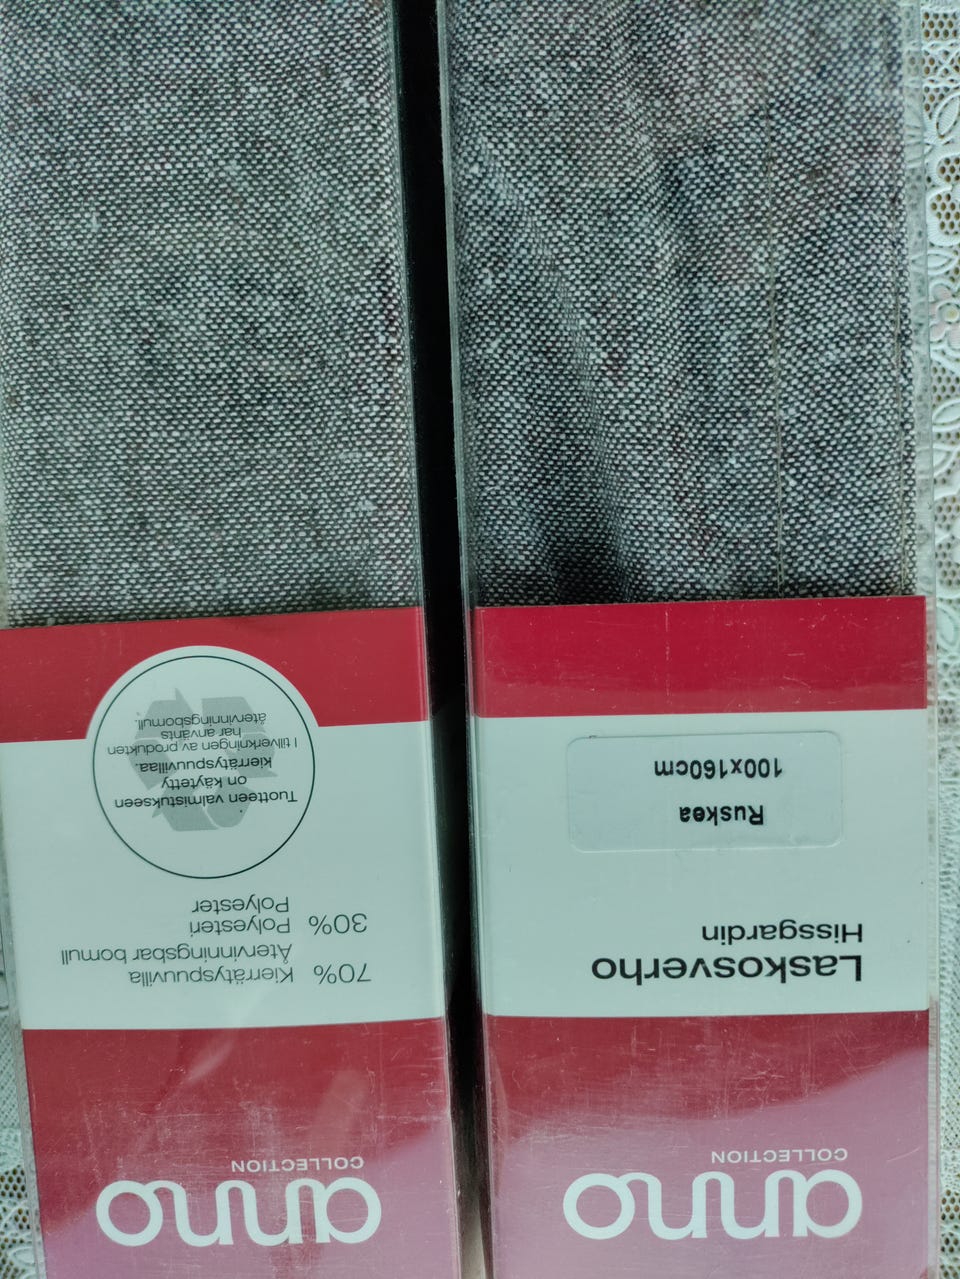 anno
COLLECTION
Laskosverho
Hissgardin
Ruskea
100x160cm
anno
COLLECTION
70% Kierrätyspuuvilla
Återvinningsbar bomull
30% Polyesteri
Polyester
Tuotteen valmistukseen
on käytetty
kierrätyspuuvillaa.
I tillverkningen av produkten
har använts
återvinningsbomull.